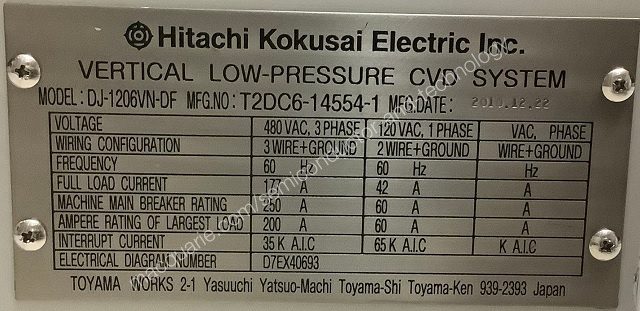 Hitachi Kokusai Electric Inc.
VERTICAL LOW-PRESSURE CVD SYSTEM
MODEL: DJ-1206VN-DF MFG.NO: T2DC6-14554-1 MFG.DATE: 2010.12.22
VOLTAGE 480 VAC, 3 PHASE 120 VAC, 1 PHASE VAC, PHASE
WIRING CONFIGURATION 3 WIRE+GROUND 2 WIRE+GROUND WIRE+GROUND
FREQUENCY 60 Hz 60 Hz Hz
FULL LOAD CURRENT 177 A 42 A A
MACHINE MAIN BREAKER RATING 250 A 60 A A
AMPERE RATING OF LARGEST LOAD 200 A 60 A A
INTERRUPT CURRENT 35 K A.I.C 65 K A.I.C K A.I.C
ELECTRICAL DIAGRAM NUMBER D7EX40693
TOYAMA WORKS 2-1 Yasuuchi Yatsuo-Machi Toyama-Shi Toyama-Ken 939-2393 Japan